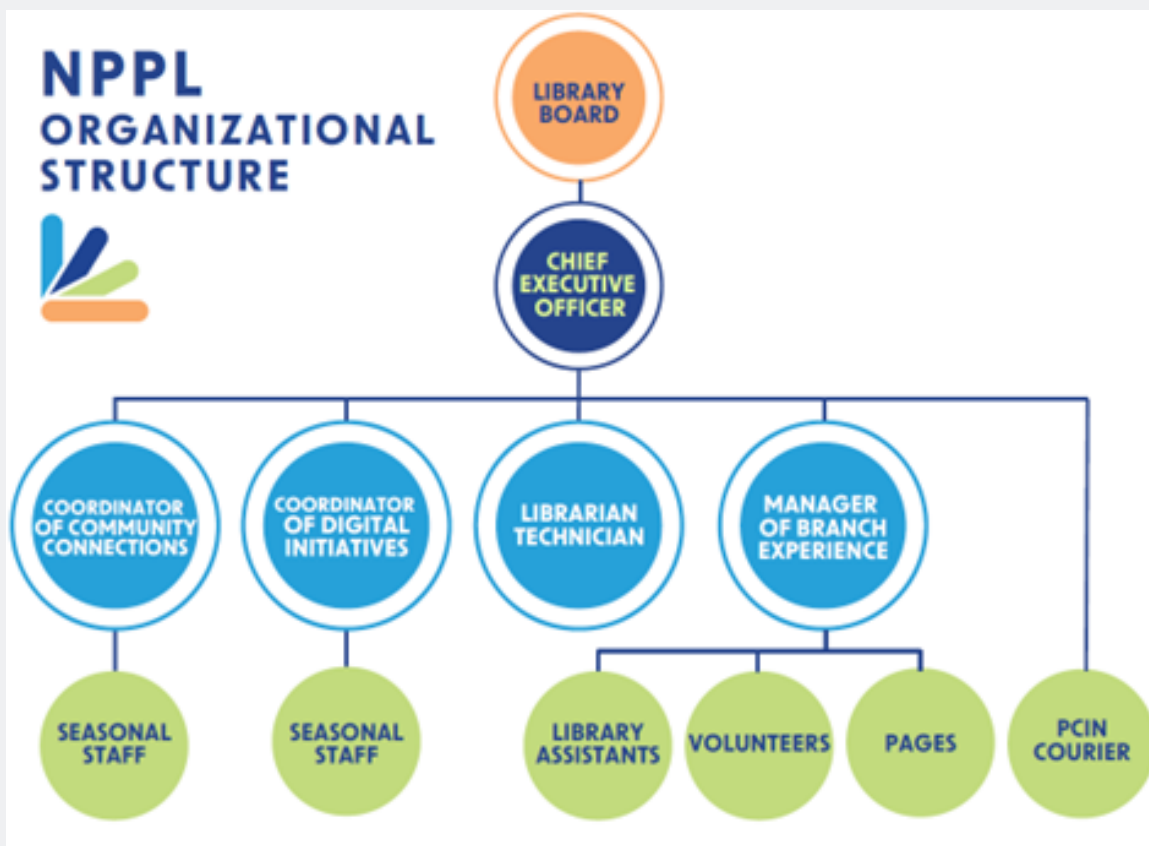 NPPL
ORGANIZATIONAL
STRUCTURE
LIBRARY
BOARD
CHIEF
EXECUTIVE
OFFICER
COORDINATOR
OF COMMUNITY
CONNECTIONS
COORDINATOR
OF DIGITAL
INITIATIVES
LIBRARIAN
TECHNICIAN
MANAGER
OF BRANCH
EXPERIENCE
SEASONAL
STAFF
SEASONAL
STAFF
LIBRARY
ASSISTANTS
VOLUNTEERS
PAGES
PCIN
COURIER